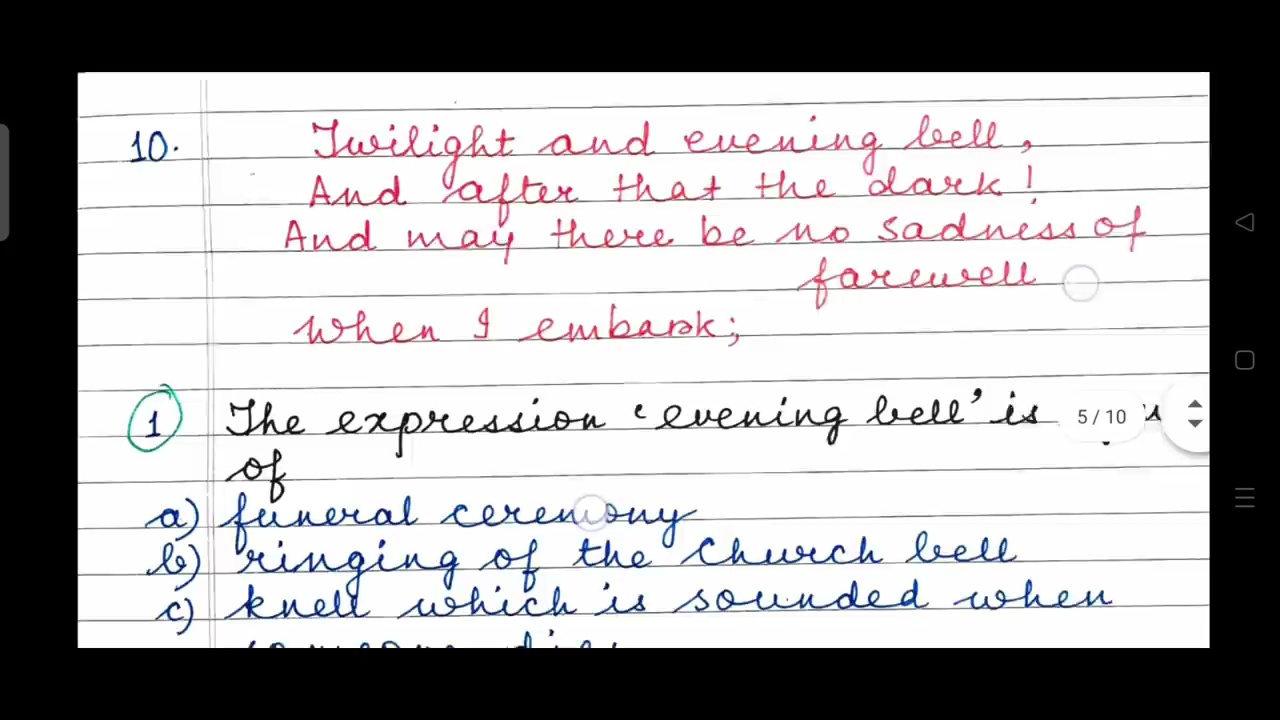 10. Twilight and evening bell,
And after that the dark!
And may there be no sadness of
farewell
When I embark;
1 The expression 'evening bell' is
5/10
of
a) funeral ceremony
b) ringing of the church bell
c) knell which is sounded when